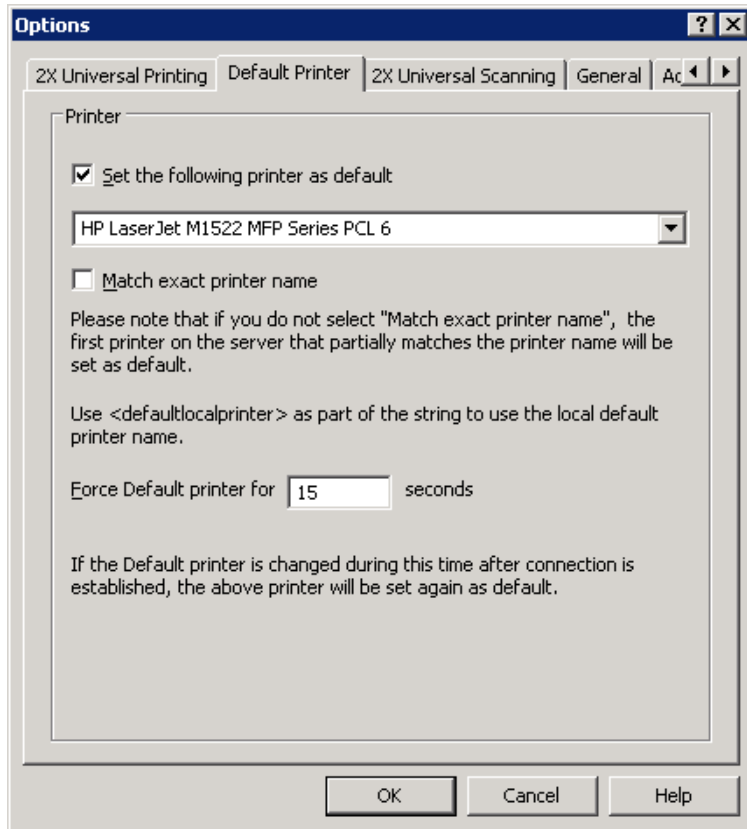 Options
2X Universal Printing Default Printer 2X Universal Scanning General
Printer
Set the following printer as default
HP LaserJet M1522 MFP Series PCL 6
Match exact printer name
Please note that if you do not select "Match exact printer name", the
first printer on the server that partially matches the printer name will be
set as default.
Use <defaultlocalprinter> as part of the string to use the local default
printer name.
Force Default printer for 15 seconds
If the Default printer is changed during this time after connection is
established, the above printer will be set again as default.
OK Cancel Help